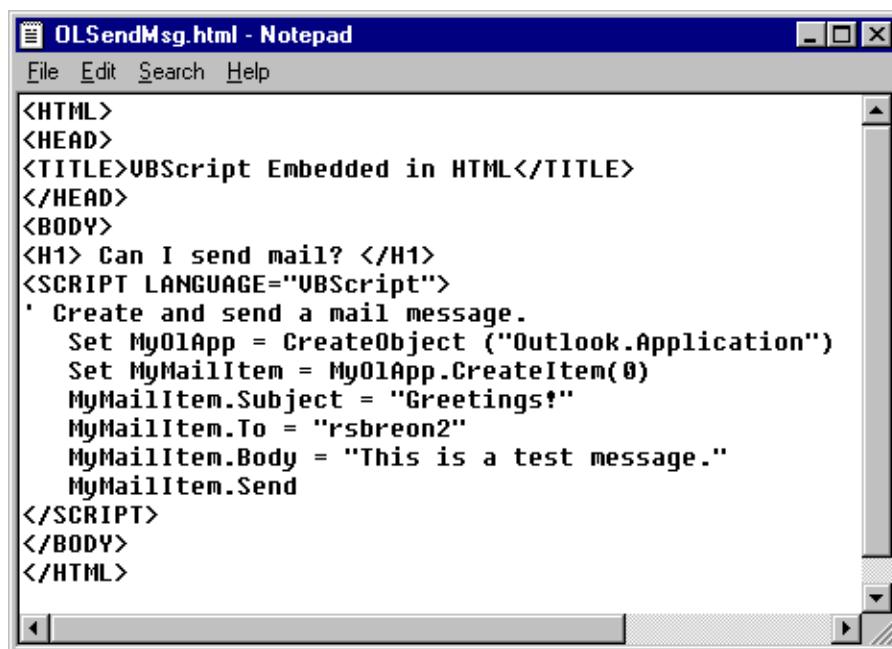 OLSendMsg.html - Notepad
File Edit Search Help
<HTML>
<HEAD>
<TITLE>VBScript Embedded in HTML</TITLE>
</HEAD>
<BODY>
<H1> Can I send mail? </H1>
<SCRIPT LANGUAGE="VBScript">
' Create and send a mail message.
   Set MyOlApp = CreateObject ("Outlook.Application")
   Set MyMailItem = MyOlApp.CreateItem(0)
   MyMailItem.Subject = "Greetings!"
   MyMailItem.To = "rsbreon2"
   MyMailItem.Body = "This is a test message."
   MyMailItem.Send
</SCRIPT>
</BODY>
</HTML>